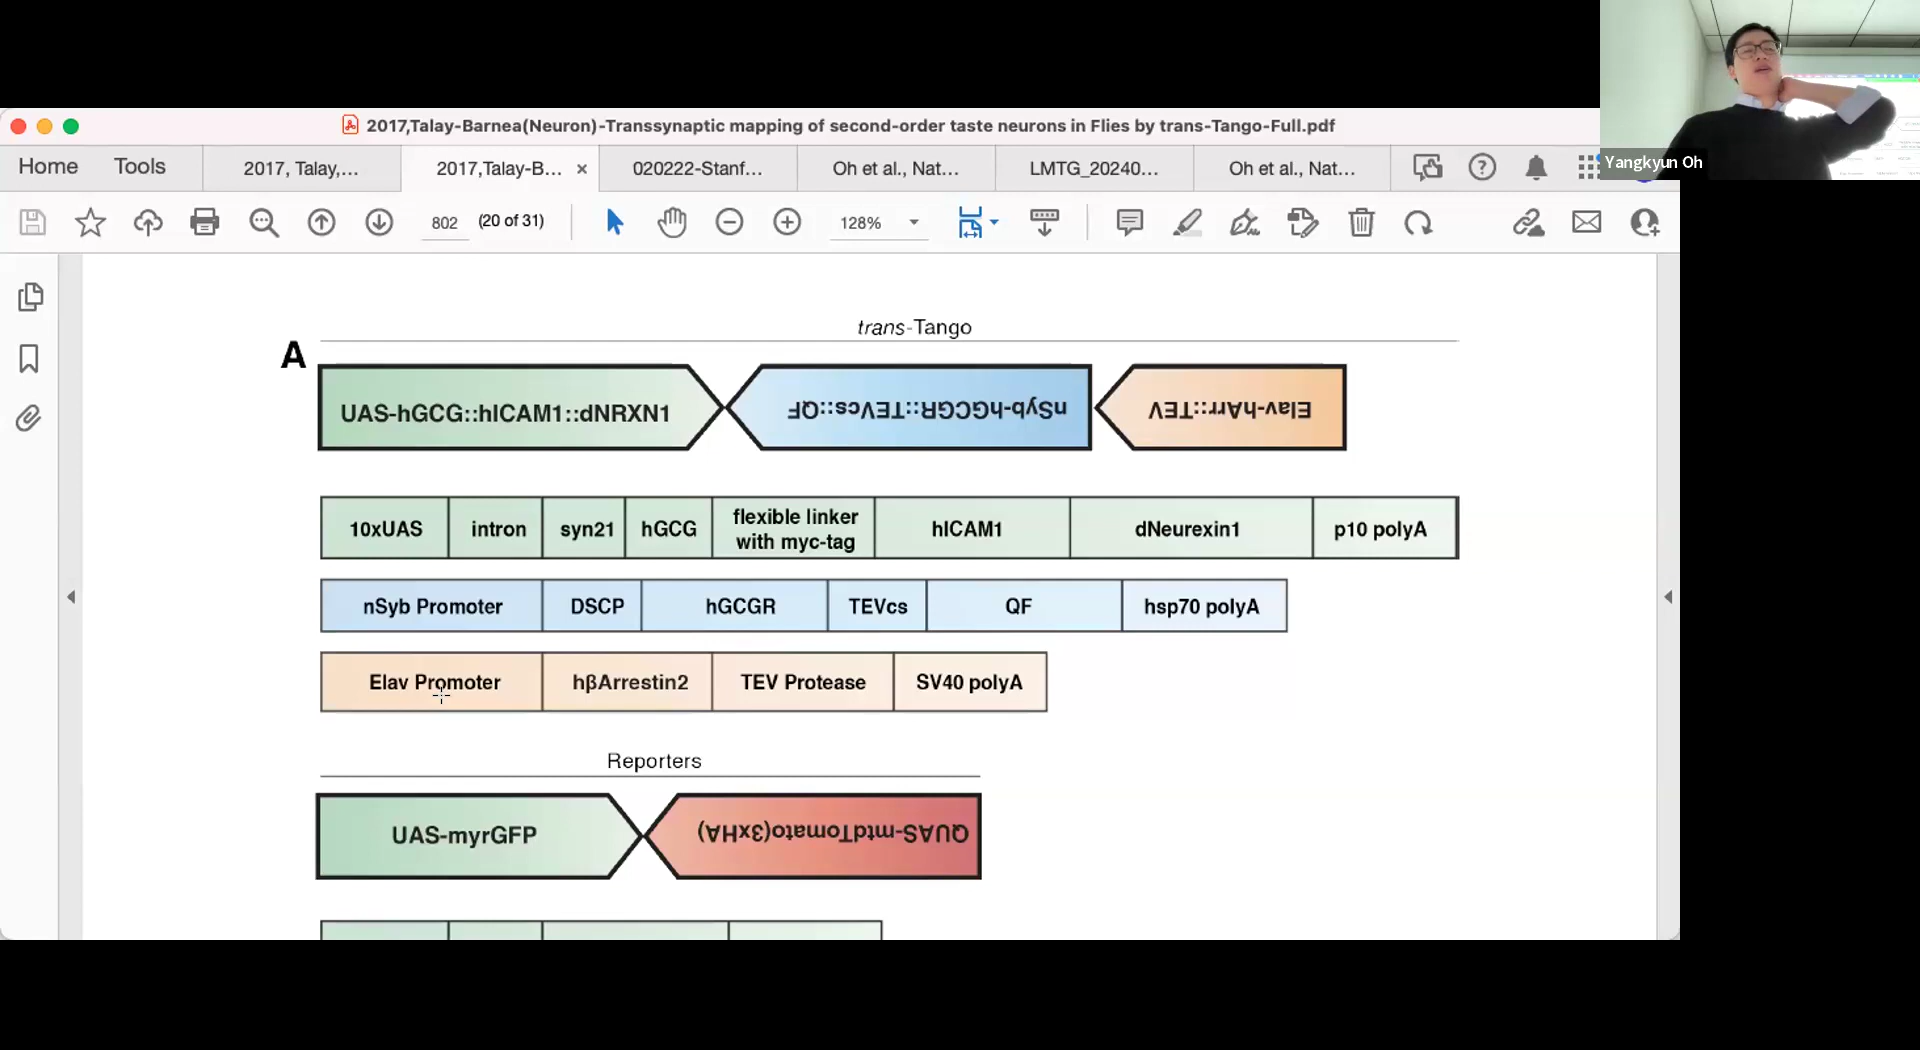 Yangkyun Oh
2017,Talay-Barnea(Neuron)-Transsynaptic mapping of second-order taste neurons in Flies by trans-Tango-Full.pdf
Home Tools 2017, Talay,... 2017,Talay-B... × 020222-Stanf... Oh et al., Nat... LMTG_20240... Oh et al., Nat...
802 (20 of 31) 128%
trans-Tango
A
UAS-hGCG::hICAM1::dNRXN1 nSyb-hGCGR::TEVcs::QF Elav-hArr::TEV
10xUAS intron syn21 hGCG flexible linker with myc-tag hICAM1 dNeurexin1 p10 polyA
nSyb Promoter DSCP hGCGR TEVcs QF hsp70 polyA
Elav Promoter hβArrestin2 TEV Protease SV40 polyA
Reporters
UAS-myrGFP QUAS-mtdTomato(3xHA)